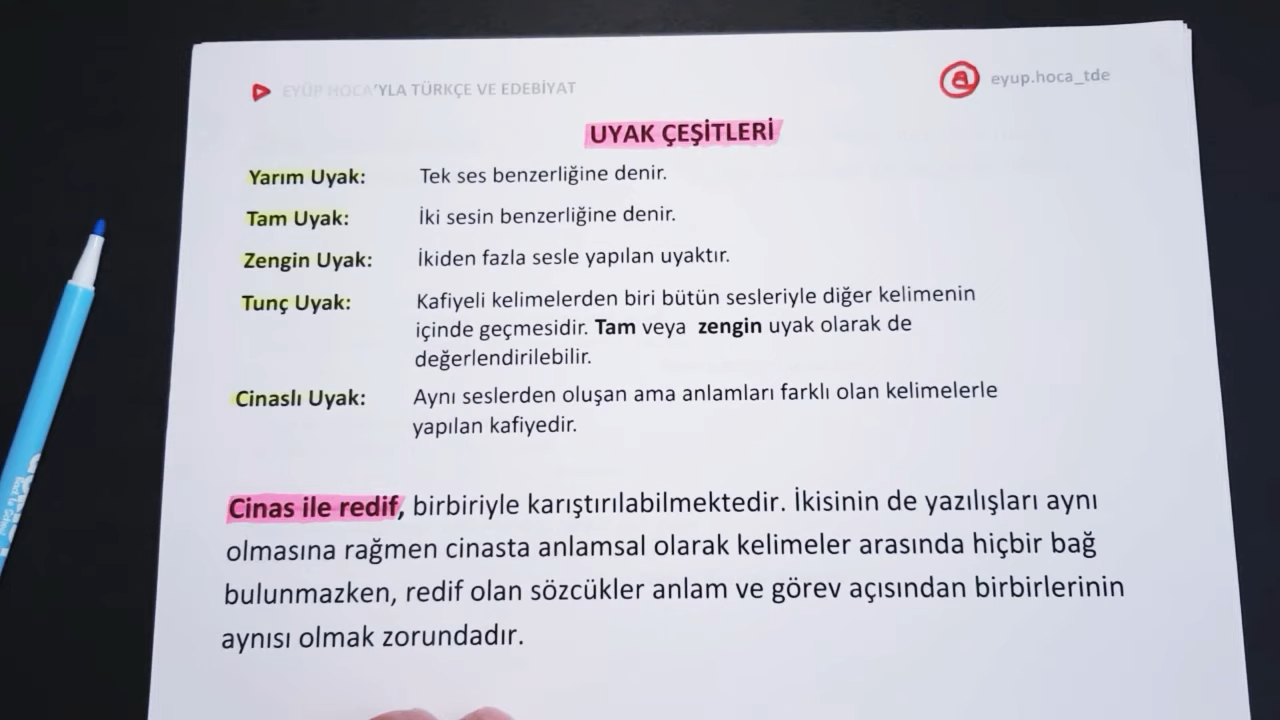 EYÜP HOCA'YLA TÜRKÇE VE EDEBİYAT
@ eyup.hoca_tde
UYAK ÇEŞİTLERİ
Yarım Uyak: Tek ses benzerliğine denir.
Tam Uyak: İki sesin benzerliğine denir.
Zengin Uyak: İkiden fazla sesle yapılan uyaktır.
Tunç Uyak: Kafiyeli kelimelerden biri bütün sesleriyle diğer kelimenin
içinde geçmesidir. Tam veya zengin uyak olarak de
değerlendirilebilir.
Cinaslı Uyak: Aynı seslerden oluşan ama anlamları farklı olan kelimelerle
yapılan kafiyedir.
Cinas ile redif, birbiriyle karıştırılabilmektedir. İkisinin de yazılışları aynı
olmasına rağmen cinasta anlamsal olarak kelimeler arasında hiçbir bağ
bulunmazken, redif olan sözcükler anlam ve görev açısından birbirlerinin
aynısı olmak zorundadır.